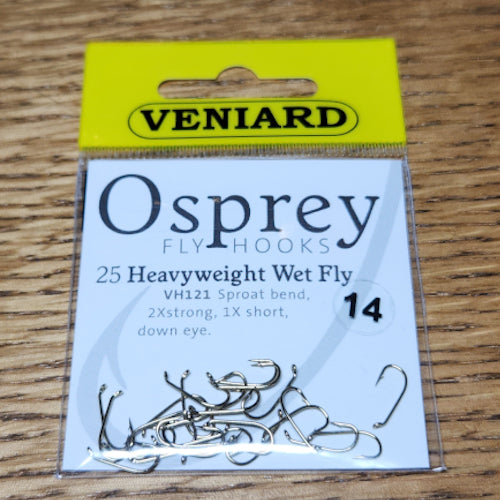 VENIARD
Osprey
FLY HOOKS
25 Heavyweight Wet Fly
VH121 Sproat bend,
2Xstrong, 1X short,
down eye.
14